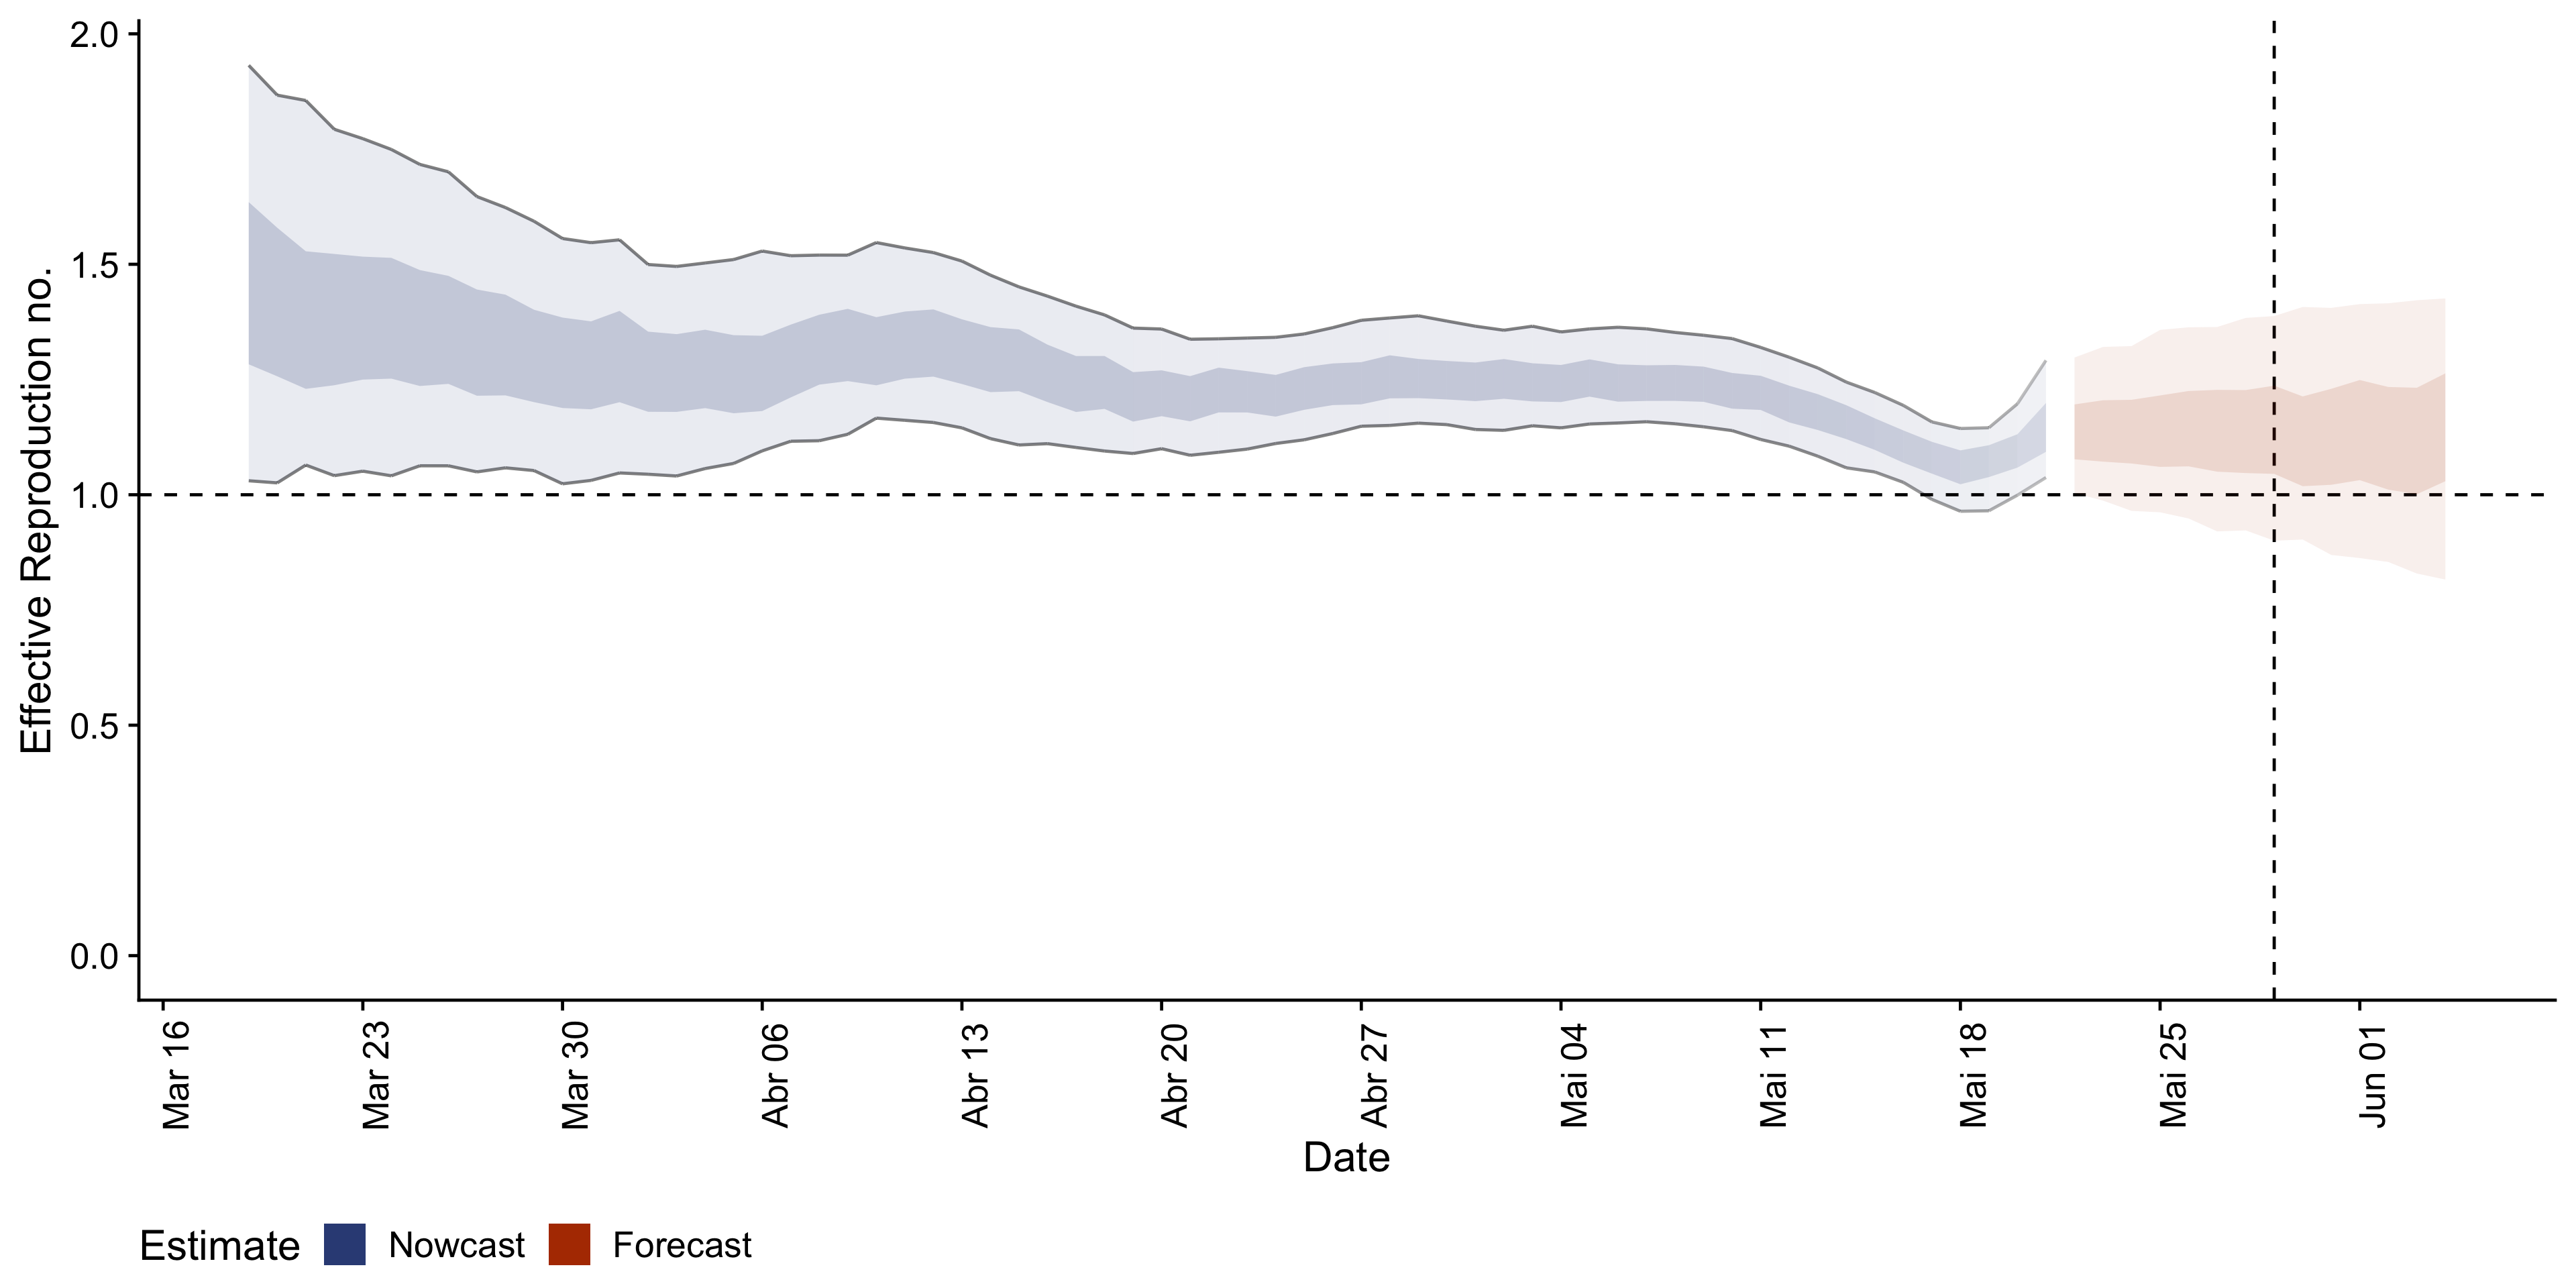 Effective Reproduction no.
2.0
1.5
1.0
0.5
0.0
Mar 16
Mar 23
Mar 30
Abr 06
Abr 13
Abr 20
Abr 27
Mai 04
Mai 11
Mai 18
Mai 25
Jun 01
Date
Estimate Nowcast Forecast